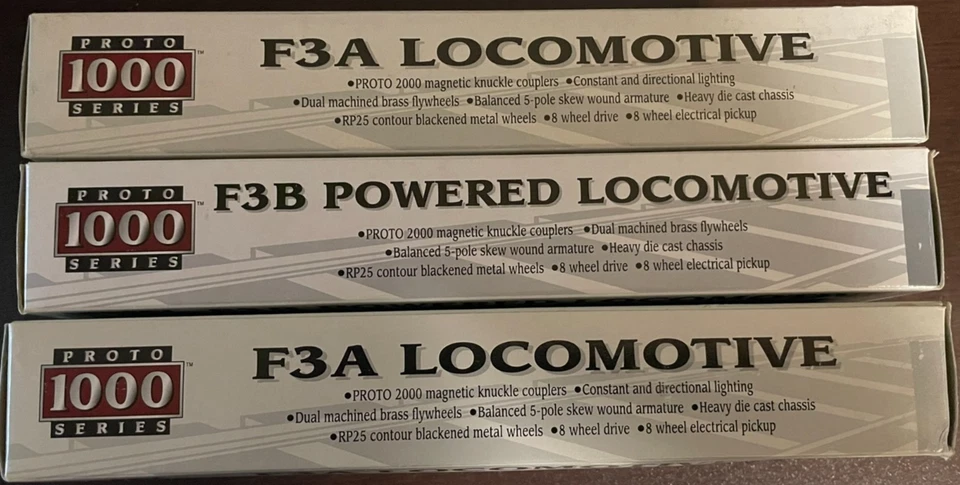 PROTO
1000
SERIES
™
F3A LOCOMOTIVE
•PROTO 2000 magnetic knuckle couplers •Constant and directional lighting
•Dual machined brass flywheels •Balanced 5-pole skew wound armature •Heavy die cast chassis
•RP25 contour blackened metal wheels •8 wheel drive •8 wheel electrical pickup
PROTO
1000
SERIES
™
F3B POWERED LOCOMOTIVE
•PROTO 2000 magnetic knuckle couplers •Dual machined brass flywheels
•Balanced 5-pole skew wound armature •Heavy die cast chassis
•RP25 contour blackened metal wheels •8 wheel drive •8 wheel electrical pickup
PROTO
1000
SERIES
™
F3A LOCOMOTIVE
•PROTO 2000 magnetic knuckle couplers •Constant and directional lighting
•Dual machined brass flywheels •Balanced 5-pole skew wound armature •Heavy die cast chassis
•RP25 contour blackened metal wheels •8 wheel drive •8 wheel electrical pickup